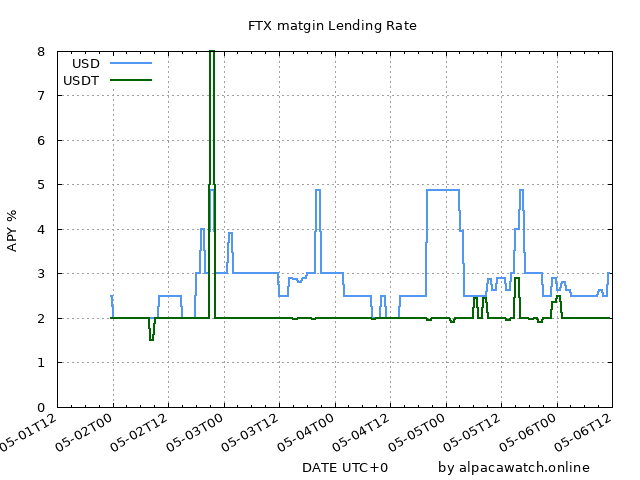 FTX matgin Lending Rate
USD
USDT
APY %
8
7
6
5
4
3
2
1
0
05-01T12
05-02T00
05-02T12
05-03T00
05-03T12
05-04T00
05-04T12
05-05T00
05-05T12
05-06T00
05-06T12
DATE UTC+0
by alpacawatch.online